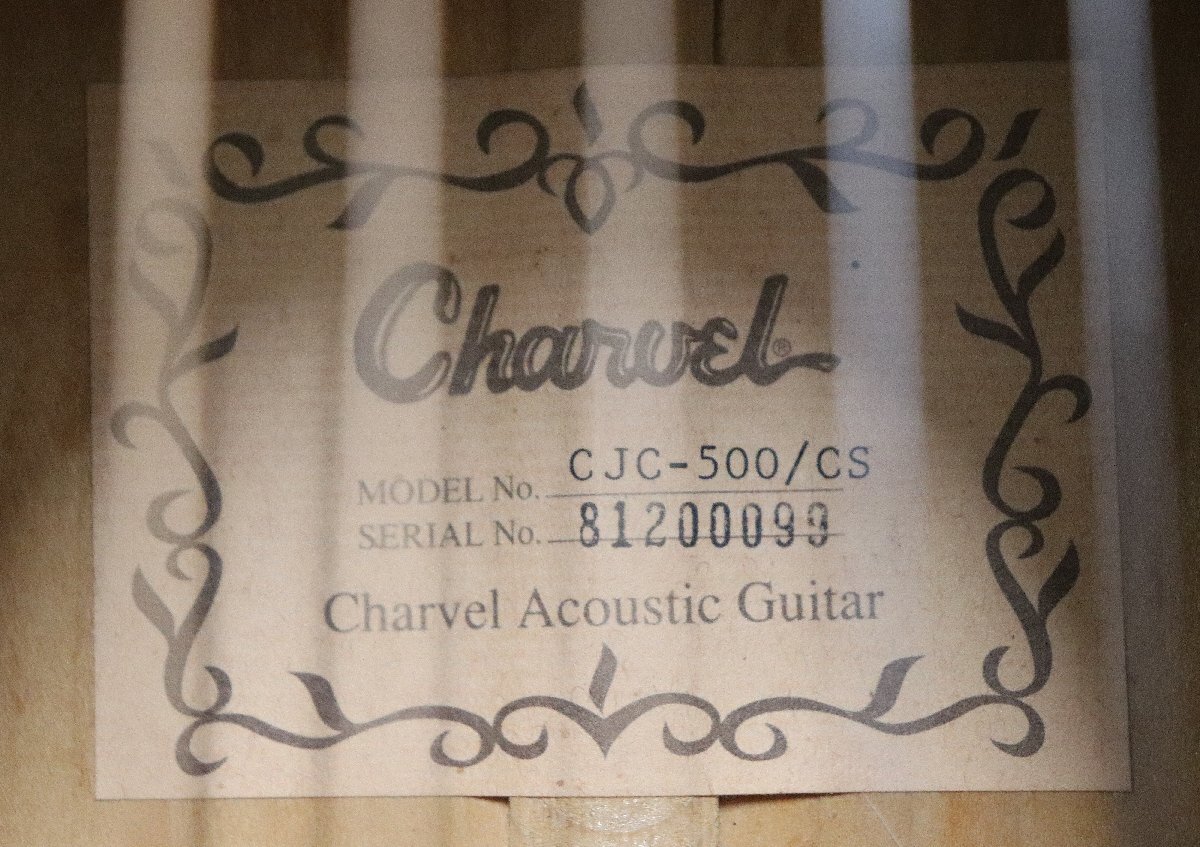 Charvel®
MODEL No. CJC-500/CS
SERIAL No. 81200099
Charvel Acoustic Guitar